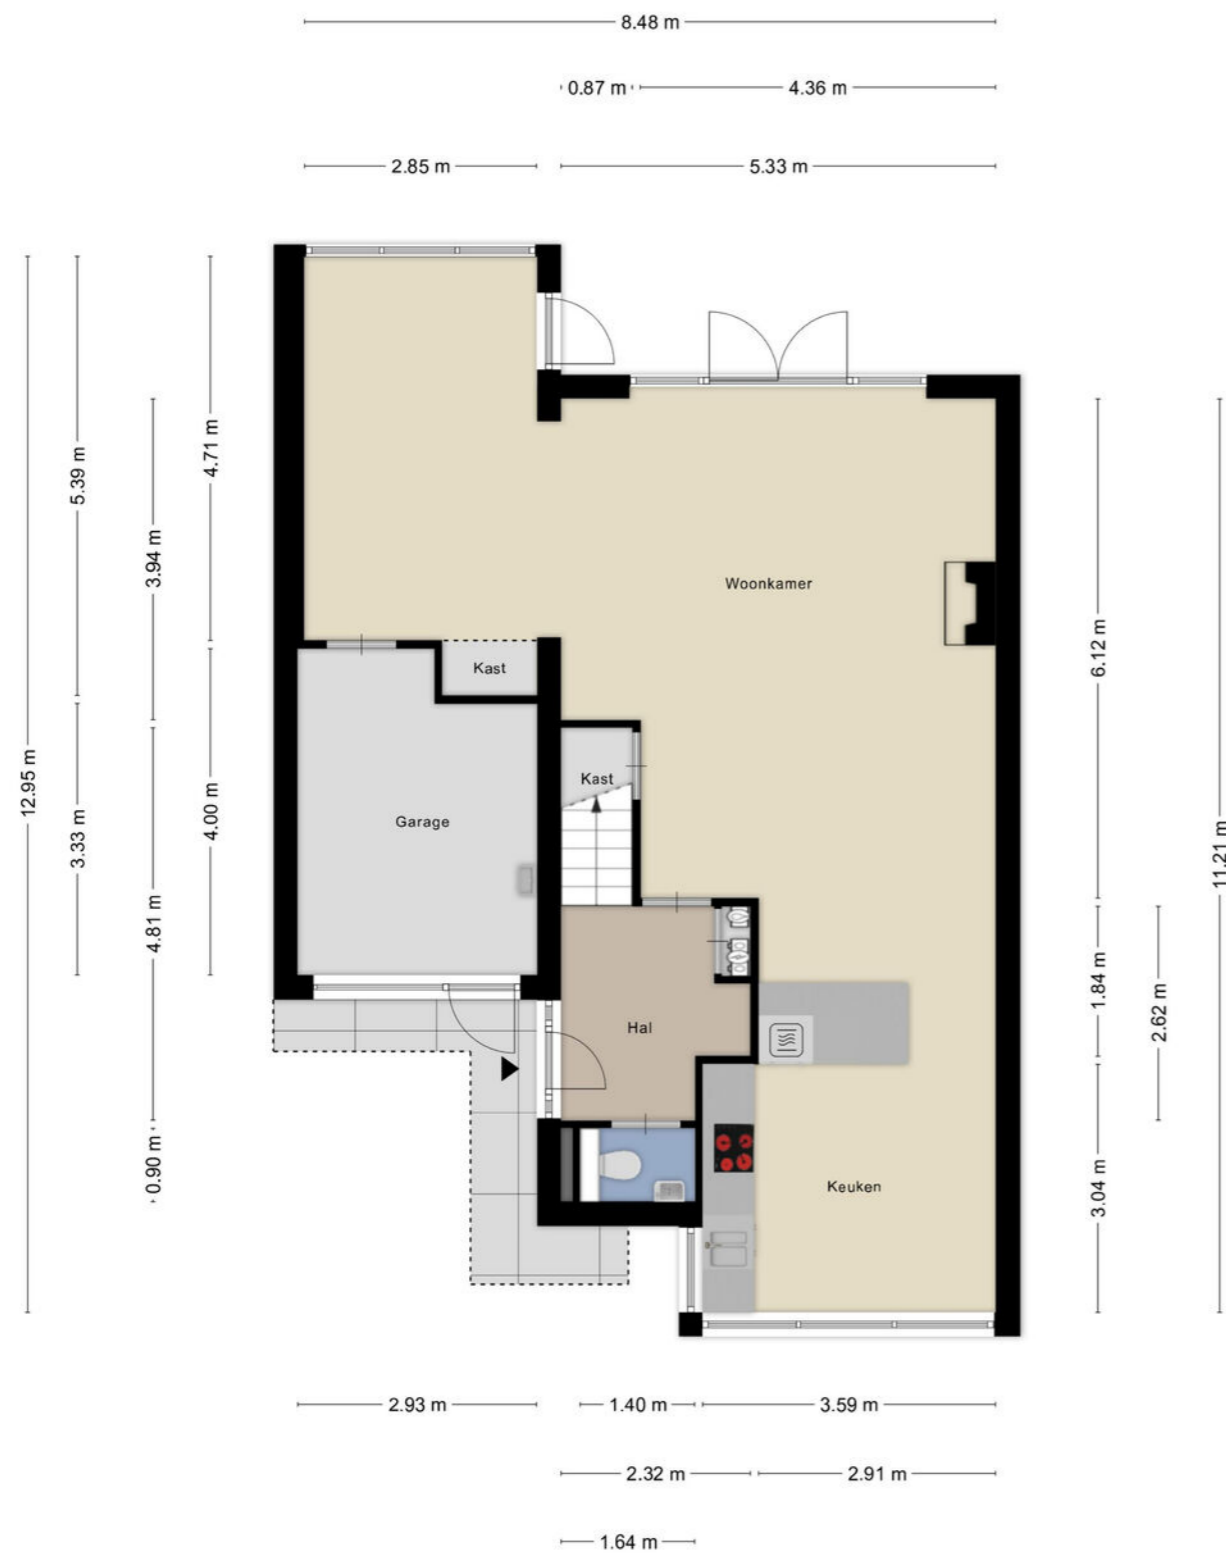 8.48 m
0.87 m
4.36 m
2.85 m
5.33 m
12.95 m
5.39 m
3.33 m
3.94 m
4.81 m
0.90 m
4.71 m
4.00 m
Woonkamer
Kast
Kast
Garage
Hal
Keuken
6.12 m
1.84 m
3.04 m
2.62 m
11.21 m
2.93 m
1.40 m
3.59 m
2.32 m
2.91 m
1.64 m